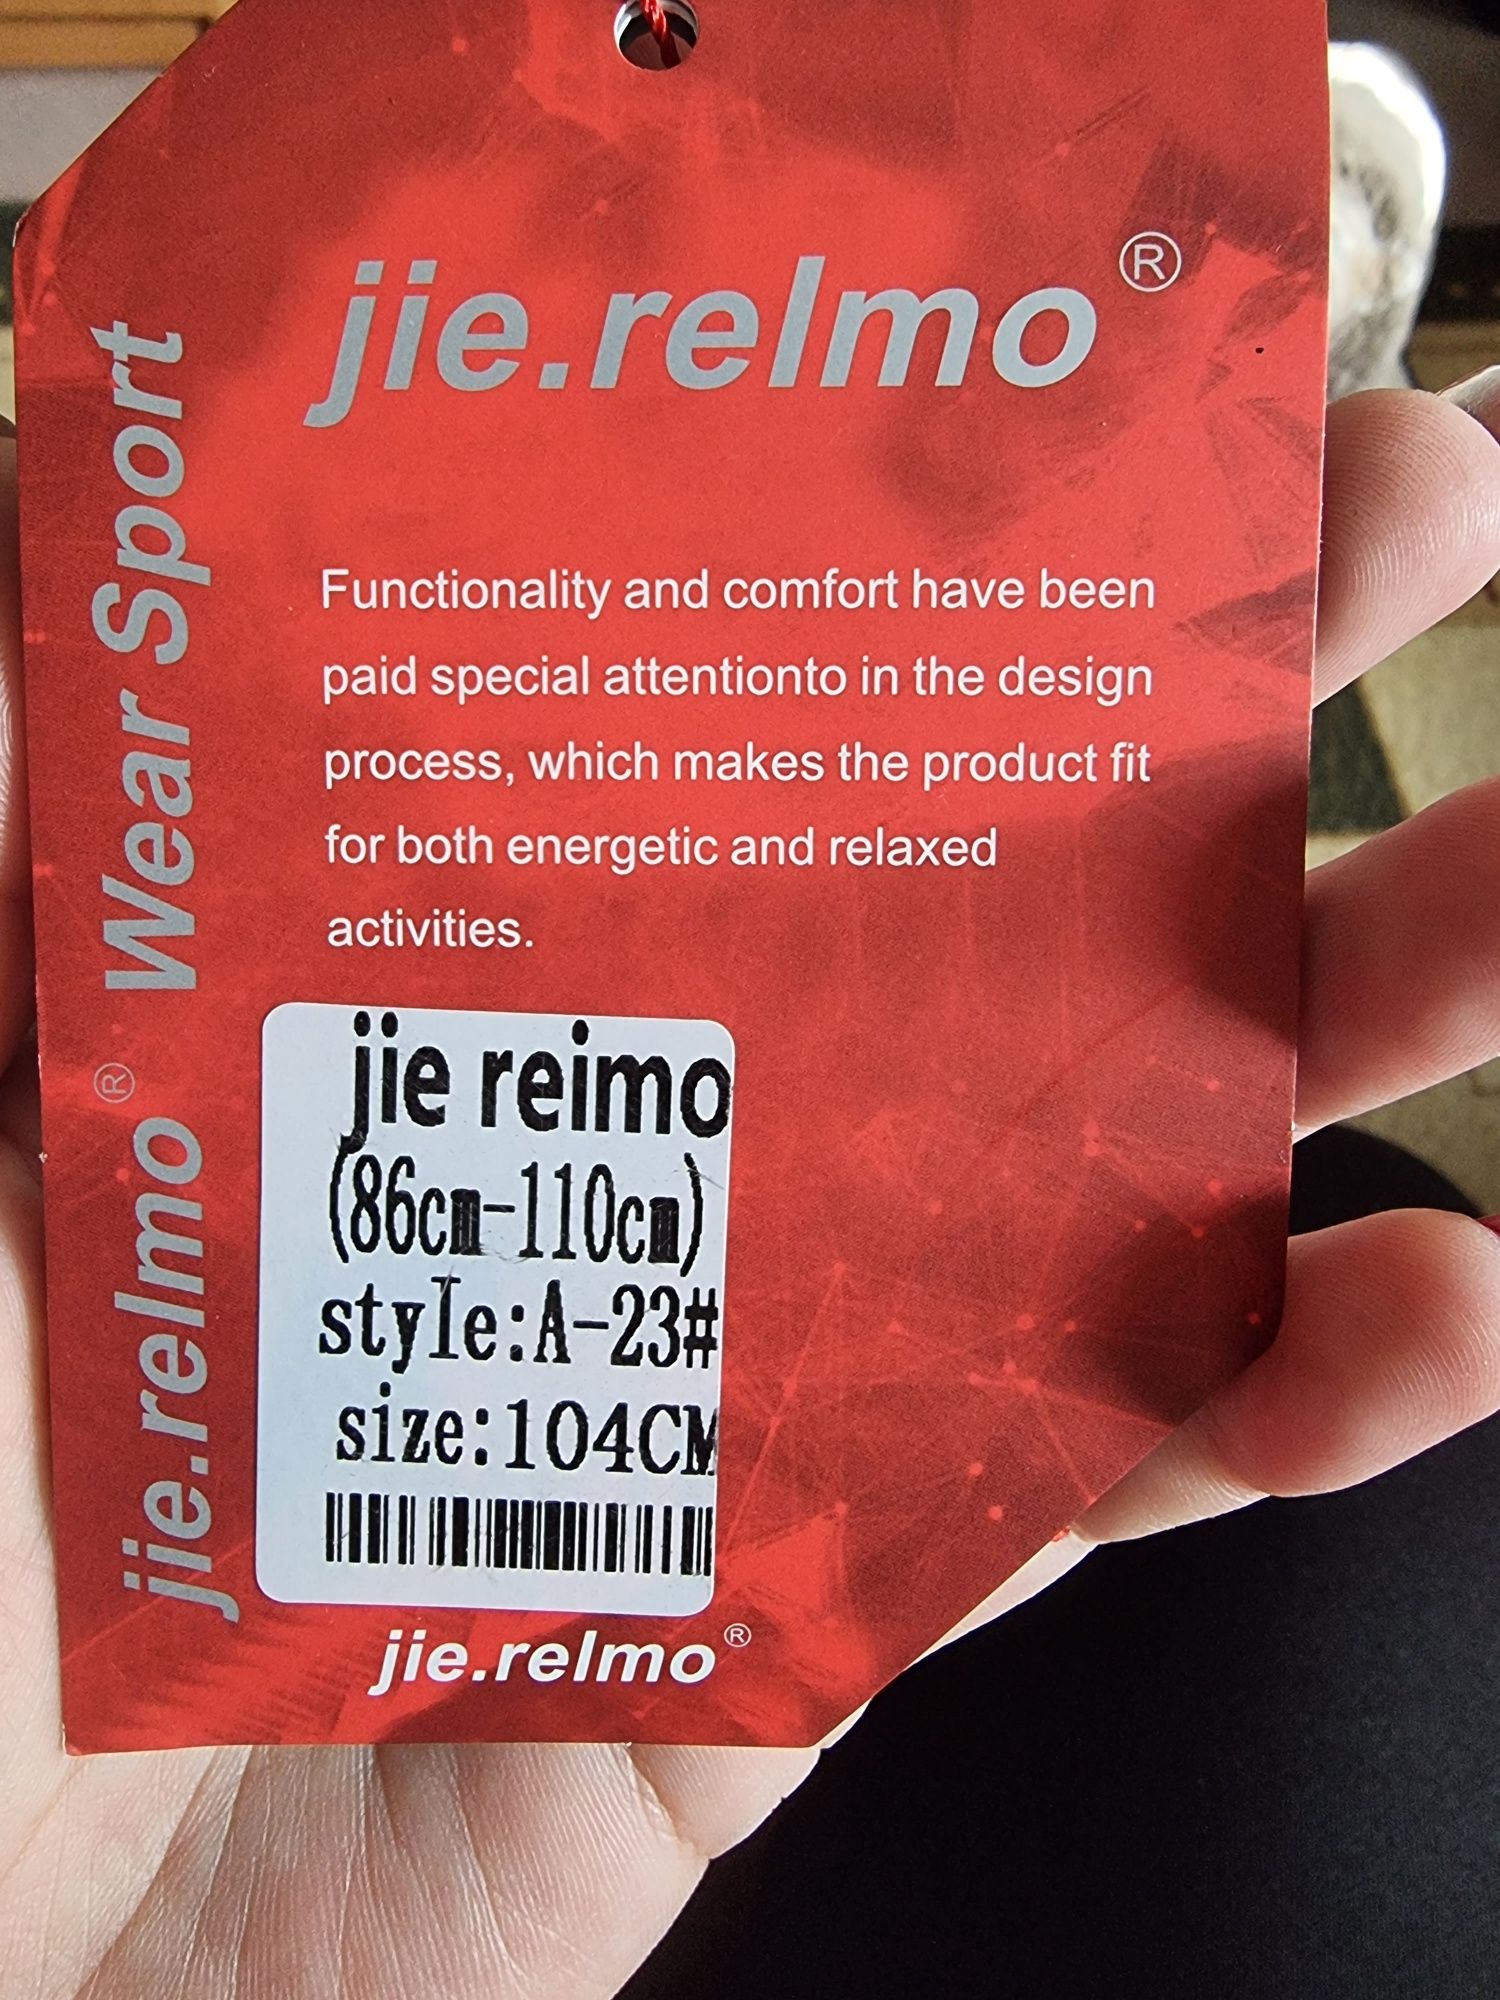 jie.relmo®
Functionality and comfort have been
paid special attentionto in the design
process, which makes the product fit
for both energetic and relaxed
activities.
jie.relmo® Wear Sport
jie reimo
(86cm-110cm)
style:A-23#
size:104CM
jie.relmo®